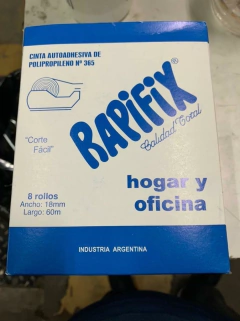 CINTA AUTOADHESIVA DE
POLIPROPILENO Nº 365
RAPIFIX®
Calidad Total
"Corte
Fácil"
hogar y
oficina
8 rollos
Ancho: 18mm
Largo: 60m
INDUSTRIA ARGENTINA